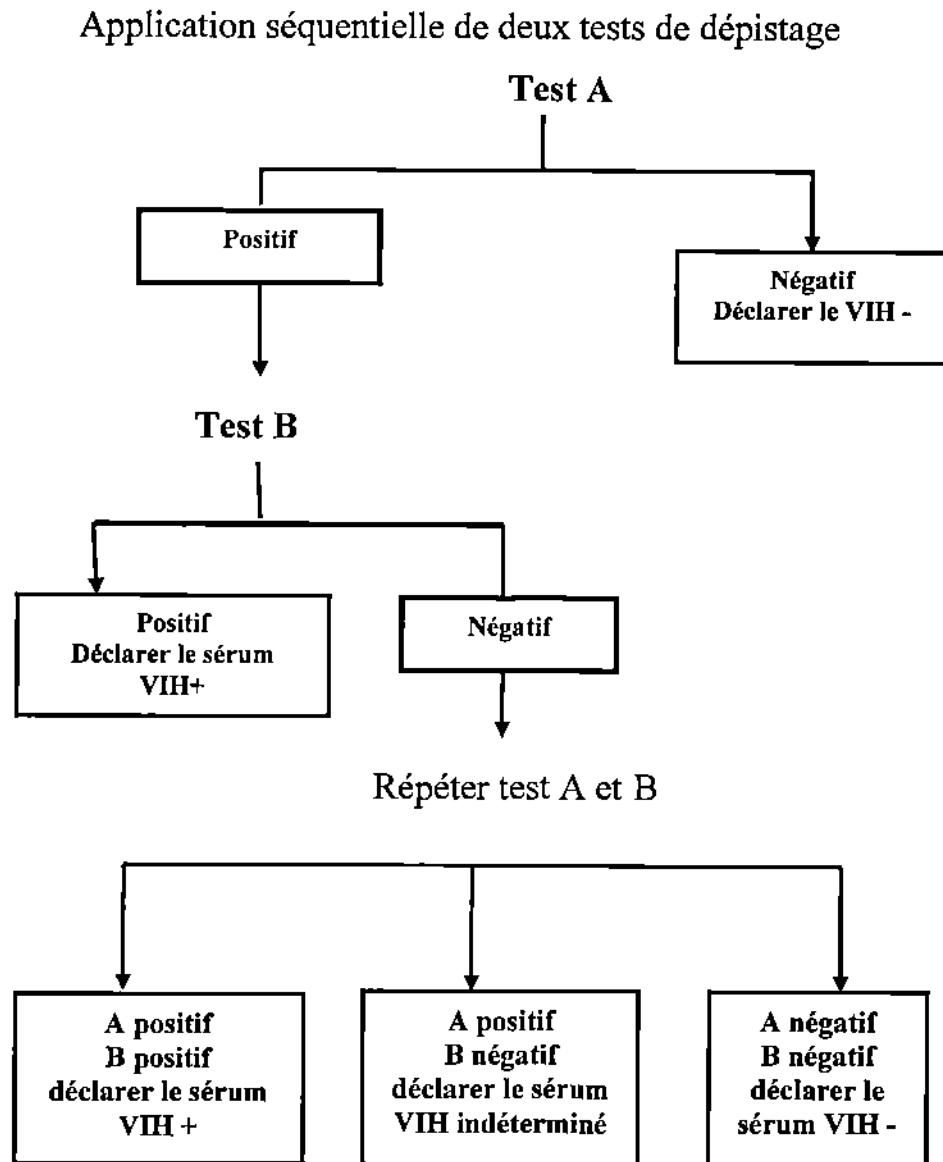 Application séquentielle de deux tests de dépistage
Test A
Positif
Négatif
Déclarer le VIH -
Test B
Positif
Déclarer le sérum
VIH+
Négatif
Répéter test A et B
A positif
B positif
déclarer le sérum
VIH +
A positif
B négatif
déclarer le sérum
VIH indéterminé
A négatif
B négatif
déclarer le
sérum VIH -